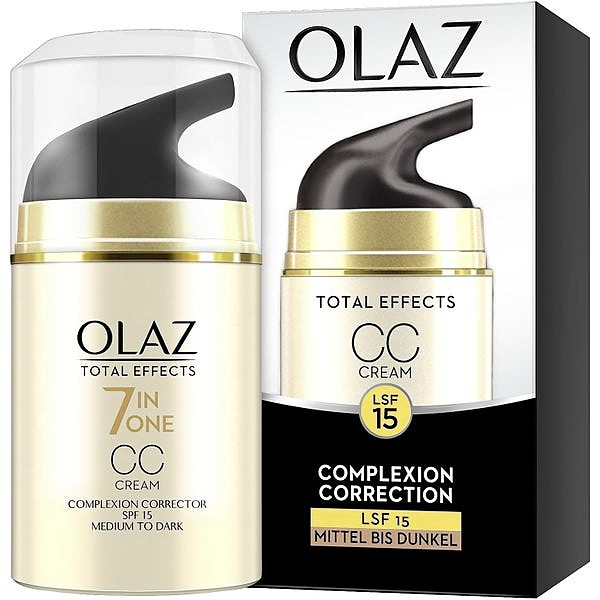 OLAZ
TOTAL EFFECTS
7 IN ONE
CC
CREAM
COMPLEXION CORRECTOR
SPF 15
MEDIUM TO DARK
OLAZ
TOTAL EFFECTS
CC
CREAM
LSF
15
COMPLEXION
CORRECTION
LSF 15
MITTEL BIS DUNKEL